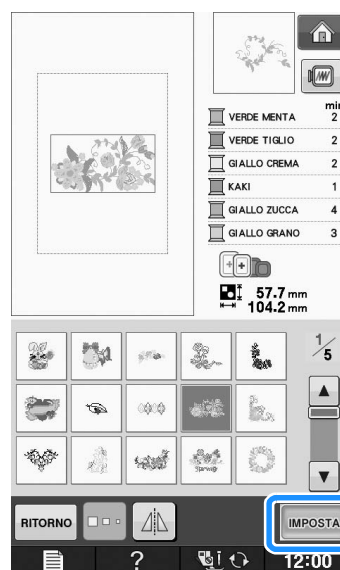 min
VERDE MENTA 2
VERDE TIGLIO 2
GIALLO CREMA 2
KAKI 1
GIALLO ZUCCA 4
GIALLO GRANO 3
57.7 mm
104.2 mm
1/5
RITORNO
IMPOSTA
?
12:00